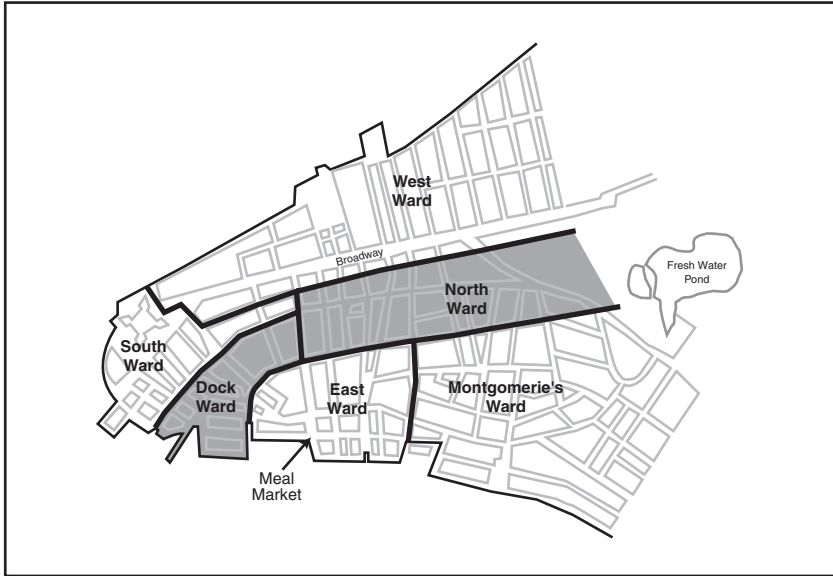 West
Ward
Broadway
Fresh Water
Pond
North
Ward
South
Ward
Dock
Ward
East
Ward
Montgomerie's
Ward
Meal
Market